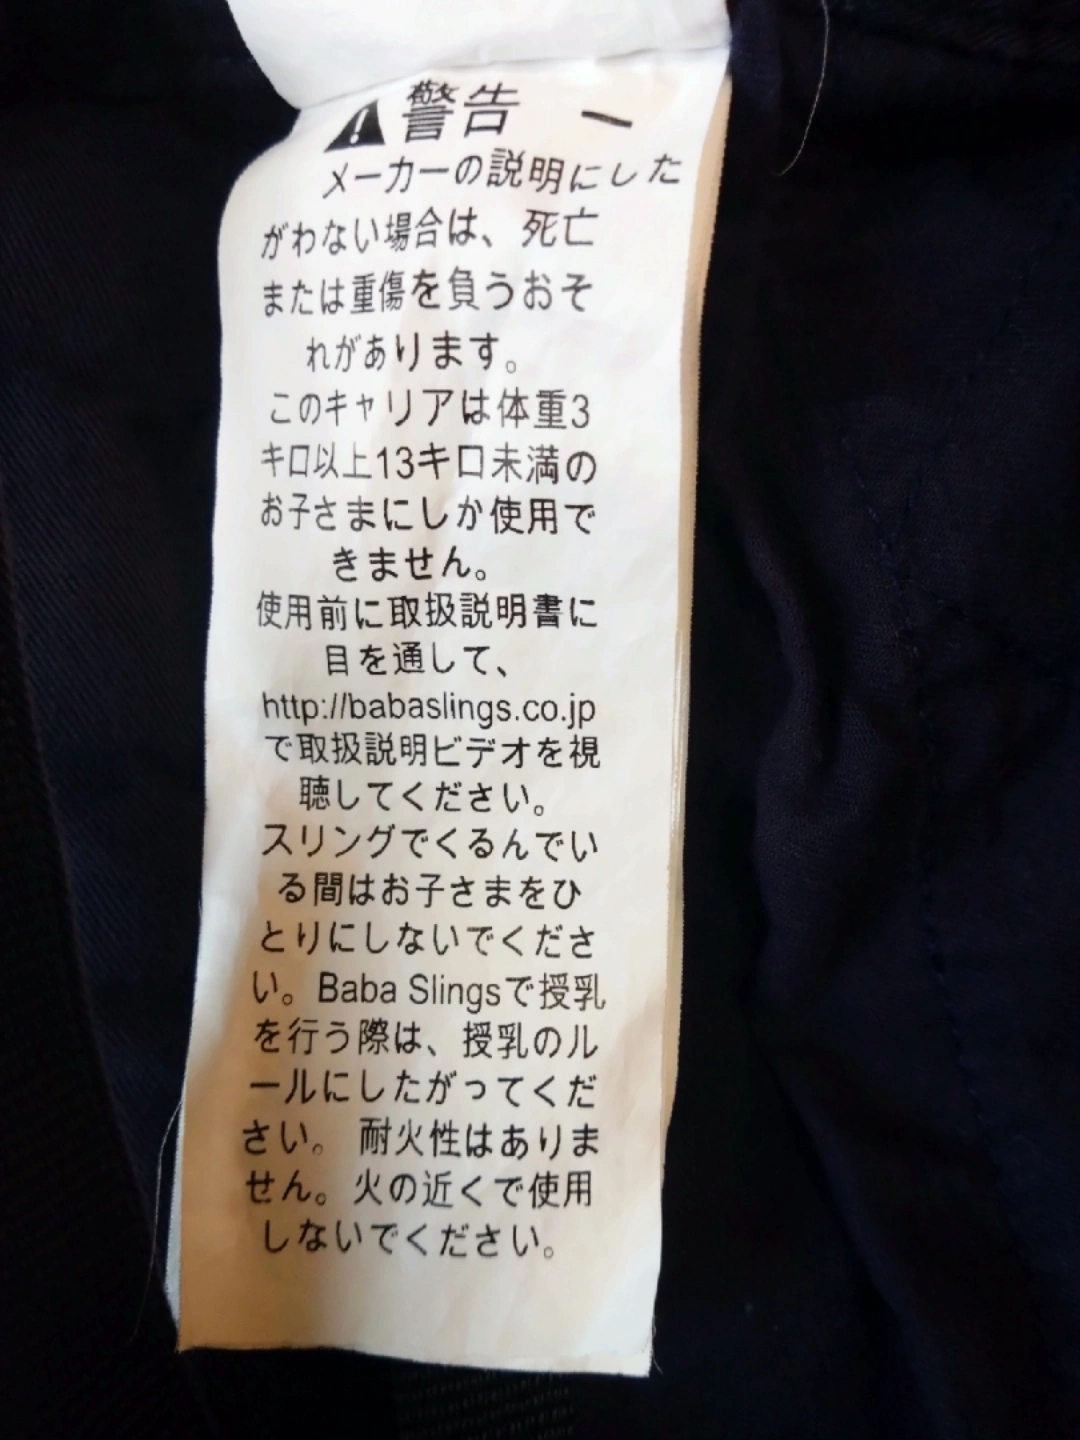 警告 ー
メーカーの説明にした
がわない場合は、死亡
または重傷を負うおそ
れがあります。
このキャリアは体重3
キロ以上13キロ未満の
お子さまにしか使用で
きません。
使用前に取扱説明書に
目を通して、
http://babaslings.co.jp
で取扱説明ビデオを視
聴してください。
スリングでくるんでい
る間はお子さまをひ
とりにしないでくださ
い。Baba Slingsで授乳
を行う際は、授乳のル
ールにしたがってくだ
さい。 耐火性はありま
せん。火の近くで使用
しないでください。